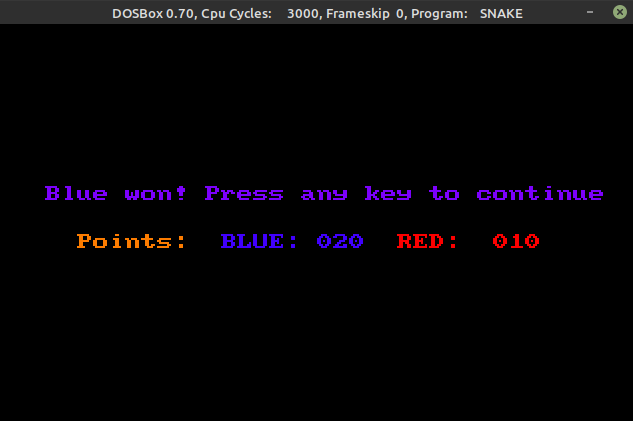 DOSBox 0.70, Cpu Cycles: 3000, Frameskip 0, Program: SNAKE
Blue won! Press any key to continue
Points: BLUE: 020 RED: 010